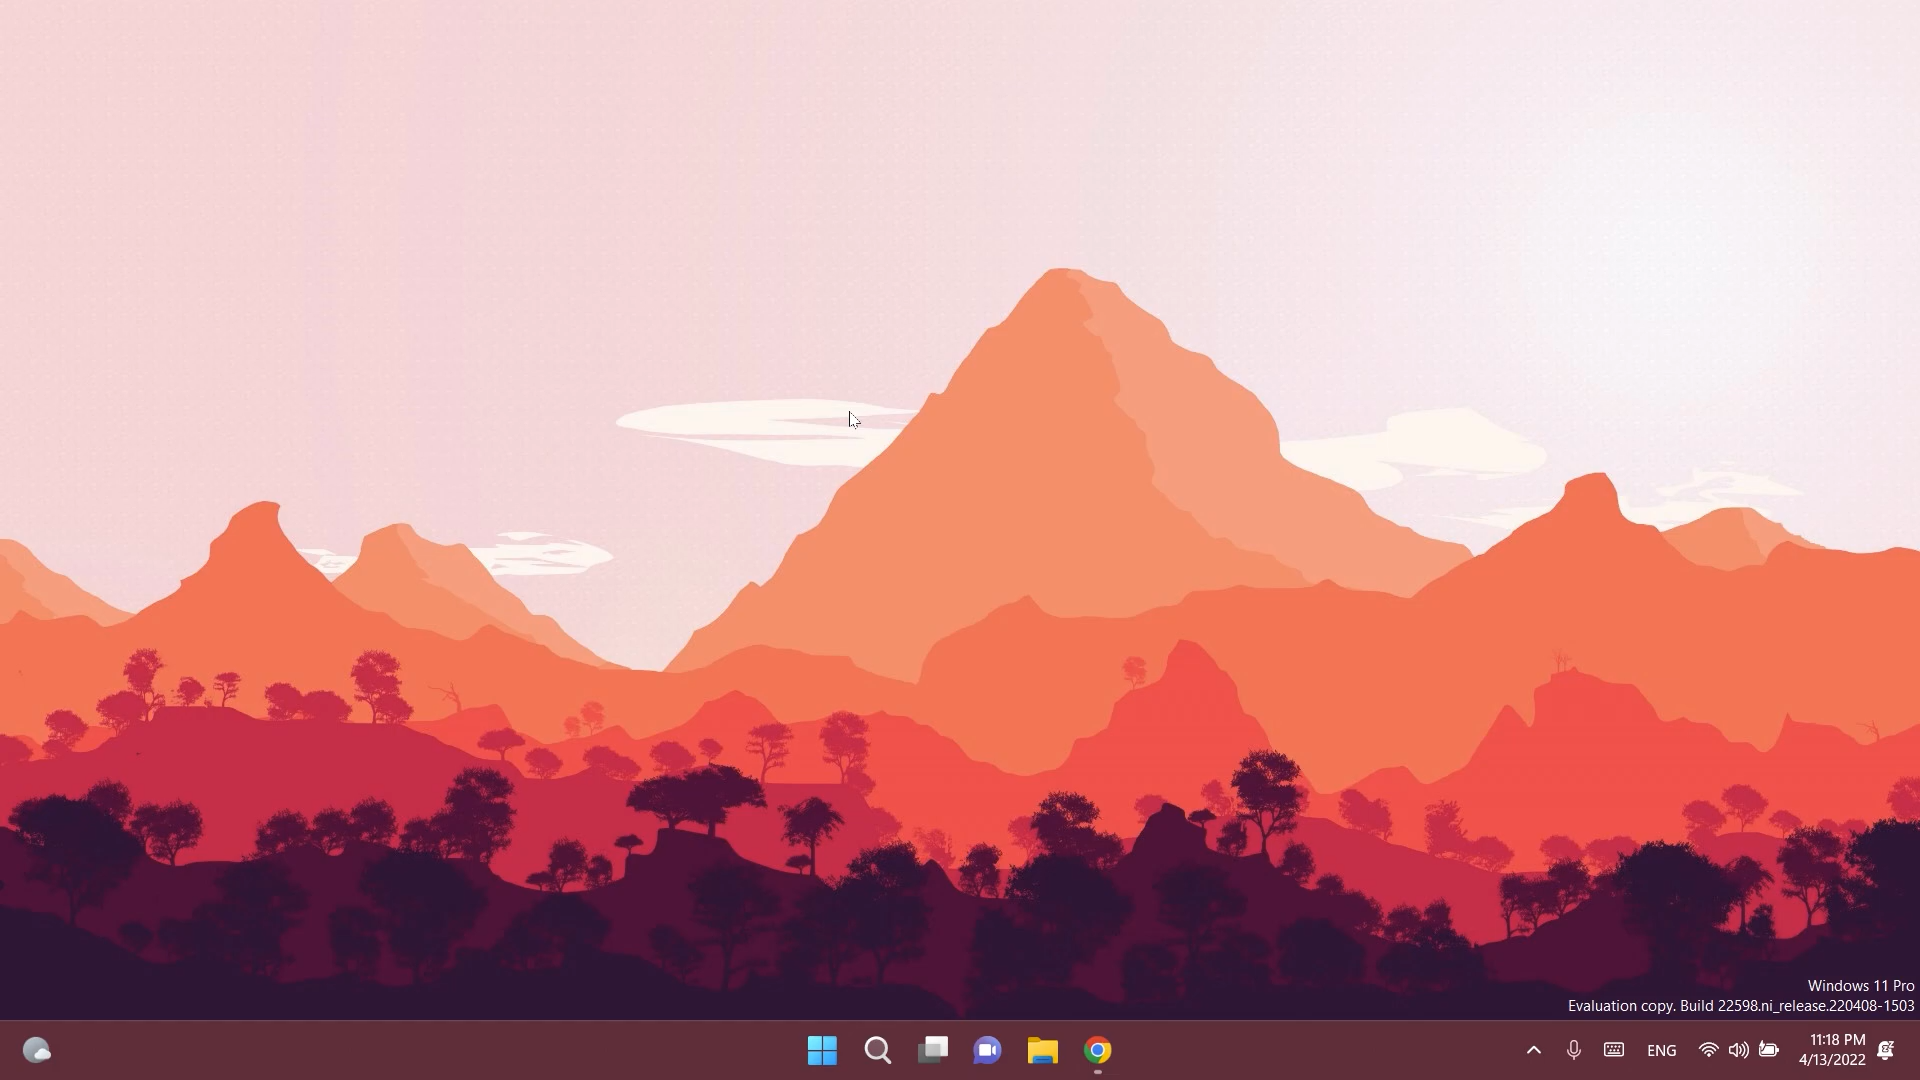 Windows 11 Pro
Evaluation copy. Build 22598.ni_release.220408-1503
ENG
11:18 PM
4/13/2022